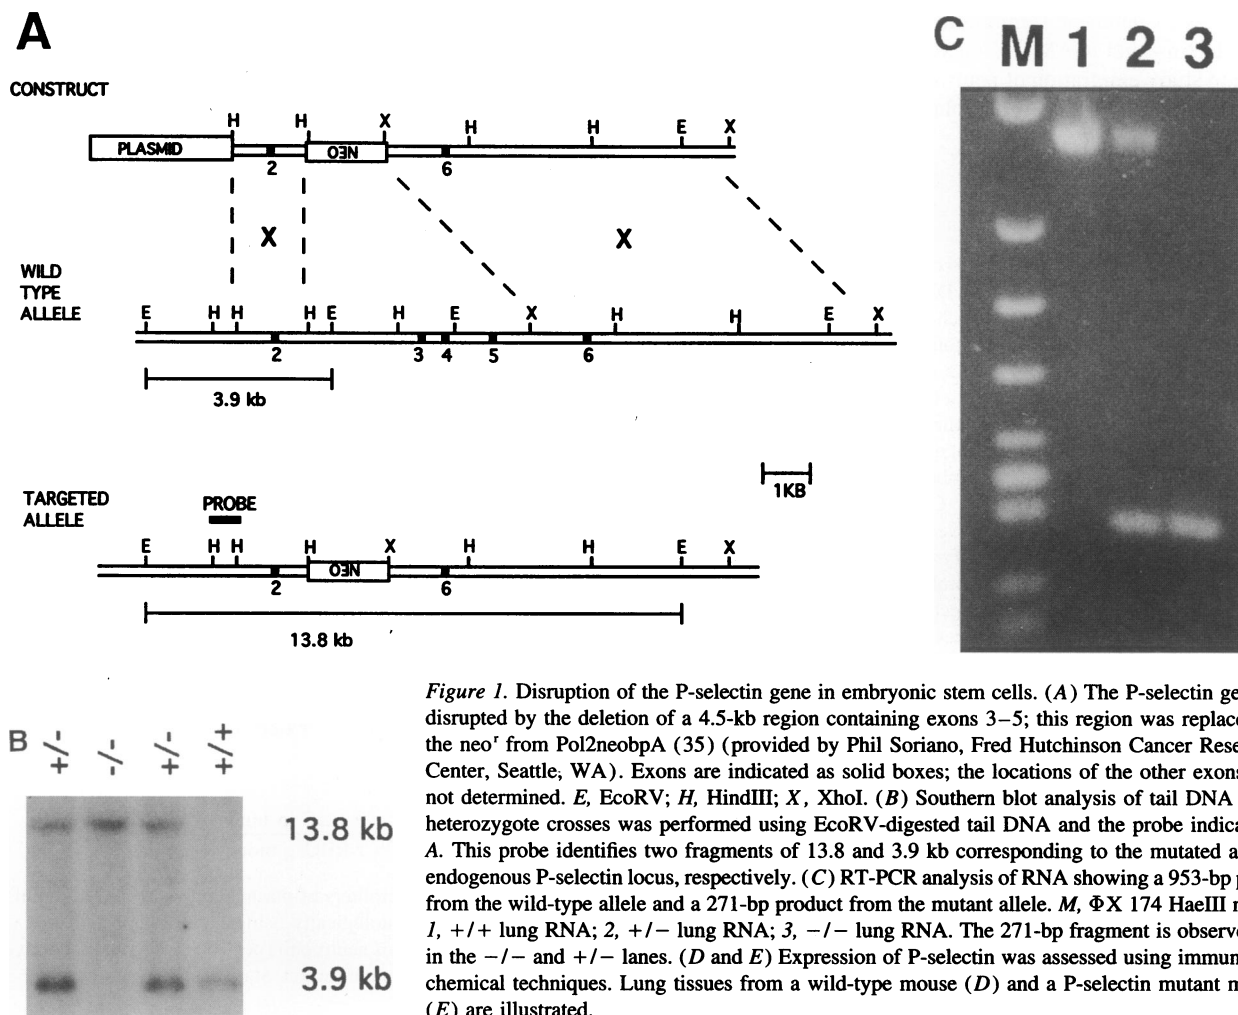 A
CONSTRUCT
H H X H H E X
PLASMID NEO
2 6
X X
WILD
TYPE
ALLELE
E H H H E H E X H H E X
2 3 4 5 6
3.9 kb
1KB
TARGETED
ALLELE
PROBE
E H H H X H H E X
NEO
2 6
13.8 kb
C
M 1 2 3
B
+/- -/- +/- +/+
13.8 kb
3.9 kb
Figure 1. Disruption of the P-selectin gene in embryonic stem cells. (A) The P-selectin ge
disrupted by the deletion of a 4.5-kb region containing exons 3–5; this region was replace
the neoʳ from Pol2neobpA (35) (provided by Phil Soriano, Fred Hutchinson Cancer Rese
Center, Seattle, WA). Exons are indicated as solid boxes; the locations of the other exons
not determined. E, EcoRV; H, HindIII; X, XhoI. (B) Southern blot analysis of tail DNA
heterozygote crosses was performed using EcoRV-digested tail DNA and the probe indica
A. This probe identifies two fragments of 13.8 and 3.9 kb corresponding to the mutated a
endogenous P-selectin locus, respectively. (C) RT-PCR analysis of RNA showing a 953-bp p
from the wild-type allele and a 271-bp product from the mutant allele. M, ΦX 174 HaeIII m
1, +/+ lung RNA; 2, +/− lung RNA; 3, −/− lung RNA. The 271-bp fragment is observe
in the −/− and +/− lanes. (D and E) Expression of P-selectin was assessed using immun
chemical techniques. Lung tissues from a wild-type mouse (D) and a P-selectin mutant m
(E) are illustrated.